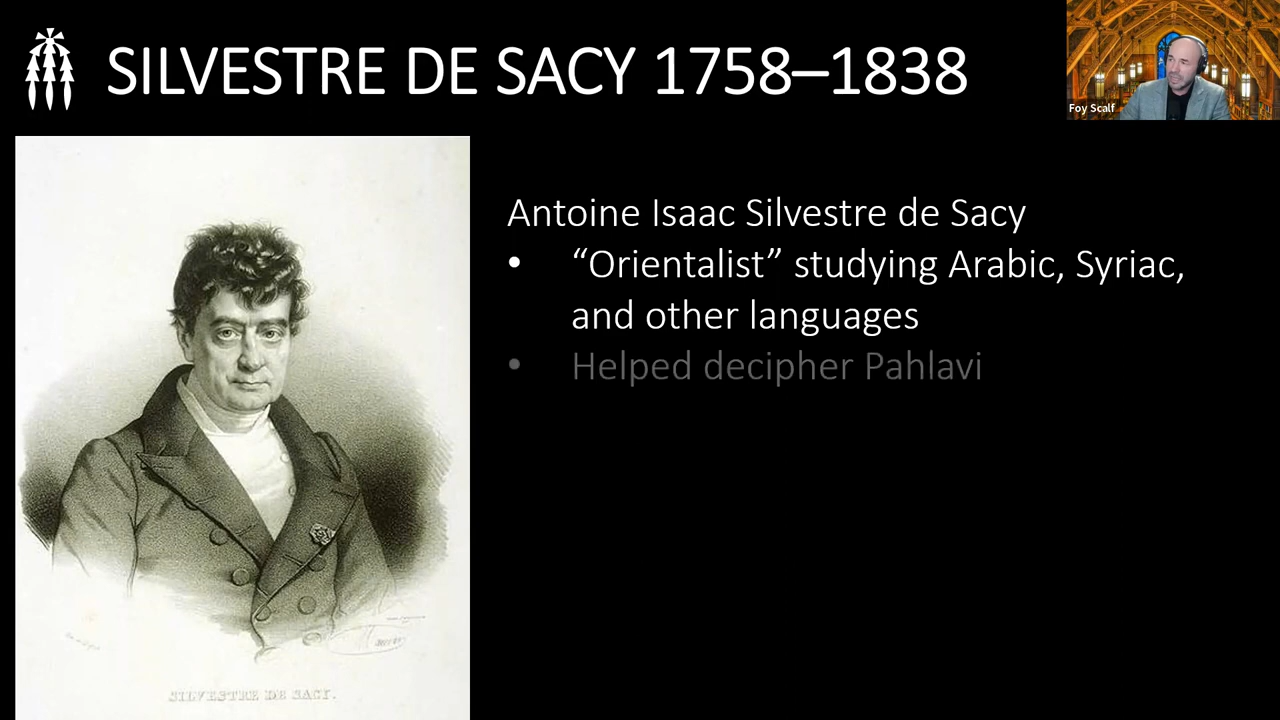 SILVESTRE DE SACY 1758–1838
Foy Scalf
Antoine Isaac Silvestre de Sacy
• “Orientalist” studying Arabic, Syriac,
and other languages
• Helped decipher Pahlavi
SILVESTRE DE SACY.